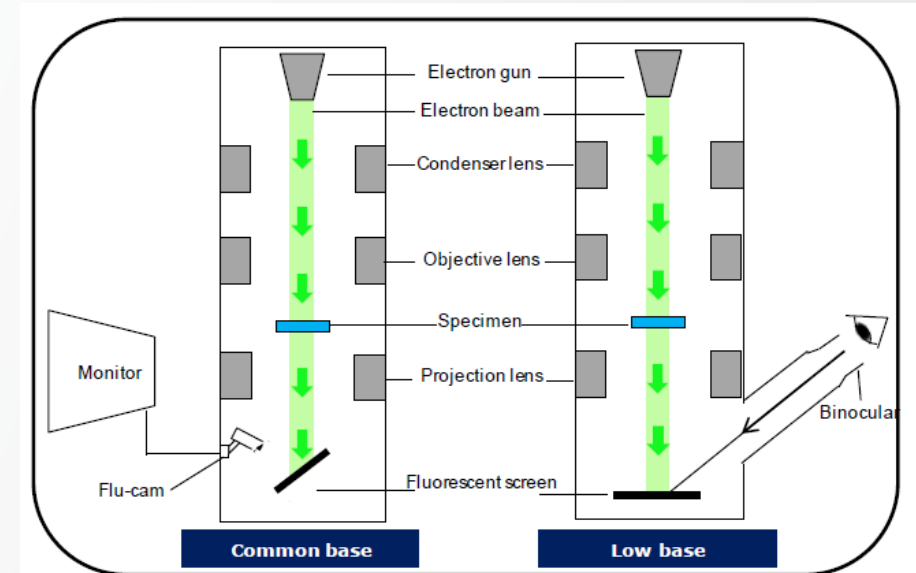 Electron gun
Electron beam
Condenser lens
Objective lens
Specimen
Monitor
Projection lens
Binocular
Flu-cam
Fluorescent screen
Common base
Low base